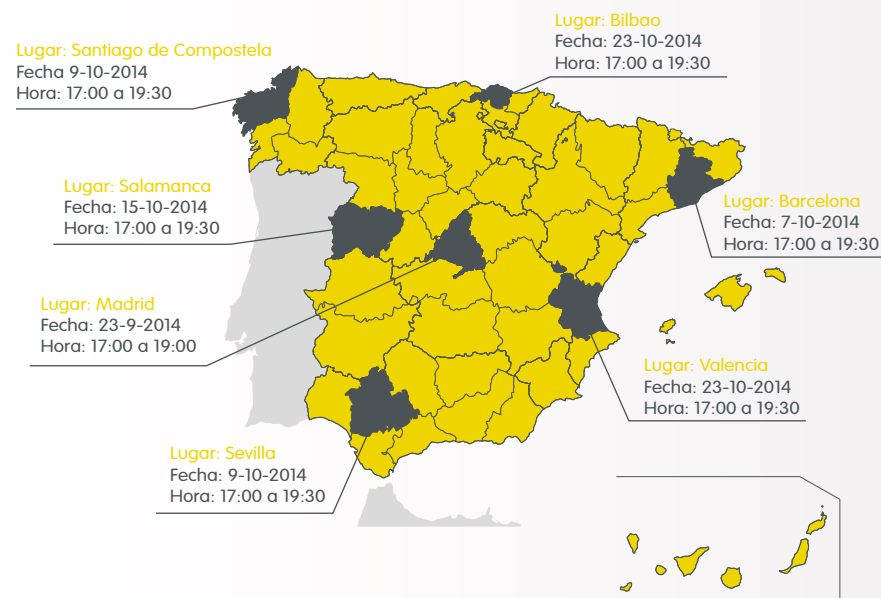 Lugar: Bilbao
Fecha: 23-10-2014
Hora: 17:00 a 19:30
Lugar: Santiago de Compostela
Fecha 9-10-2014
Hora: 17:00 a 19:30
Lugar: Salamanca
Fecha: 15-10-2014
Hora: 17:00 a 19:30
Lugar: Barcelona
Fecha: 7-10-2014
Hora: 17:00 a 19:30
Lugar: Madrid
Fecha: 23-9-2014
Hora: 17:00 a 19:00
Lugar: Valencia
Fecha: 23-10-2014
Hora: 17:00 a 19:30
Lugar: Sevilla
Fecha: 9-10-2014
Hora: 17:00 a 19:30